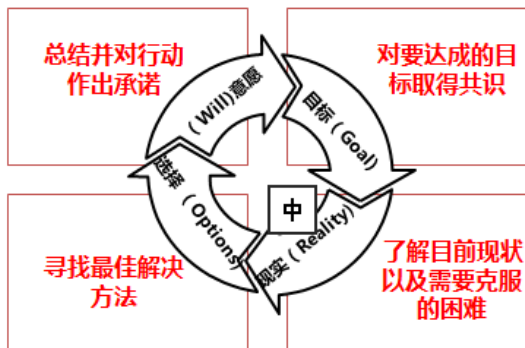 总结并对行动
作出承诺
对要达成的目
标取得共识
（Will)意愿
目标（Goal）
选择 （Options)
中
现实（Reality）
寻找最佳解决
方法
了解目前现状
以及需要克服
的困难